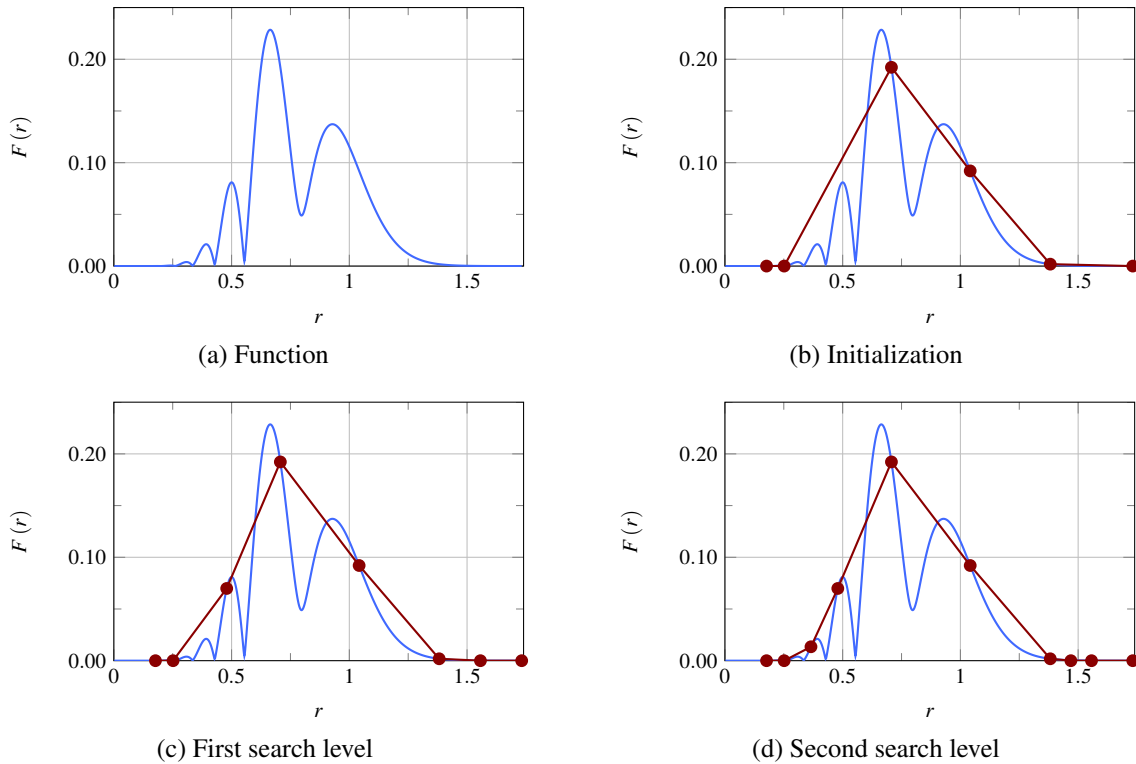 0.20
0.10
0.00
F (r)
0 0.5 1 1.5
r
(a) Function
0.20
0.10
0.00
F (r)
0 0.5 1 1.5
r
(b) Initialization
0.20
0.10
0.00
F (r)
0 0.5 1 1.5
r
(c) First search level
0.20
0.10
0.00
F (r)
0 0.5 1 1.5
r
(d) Second search level